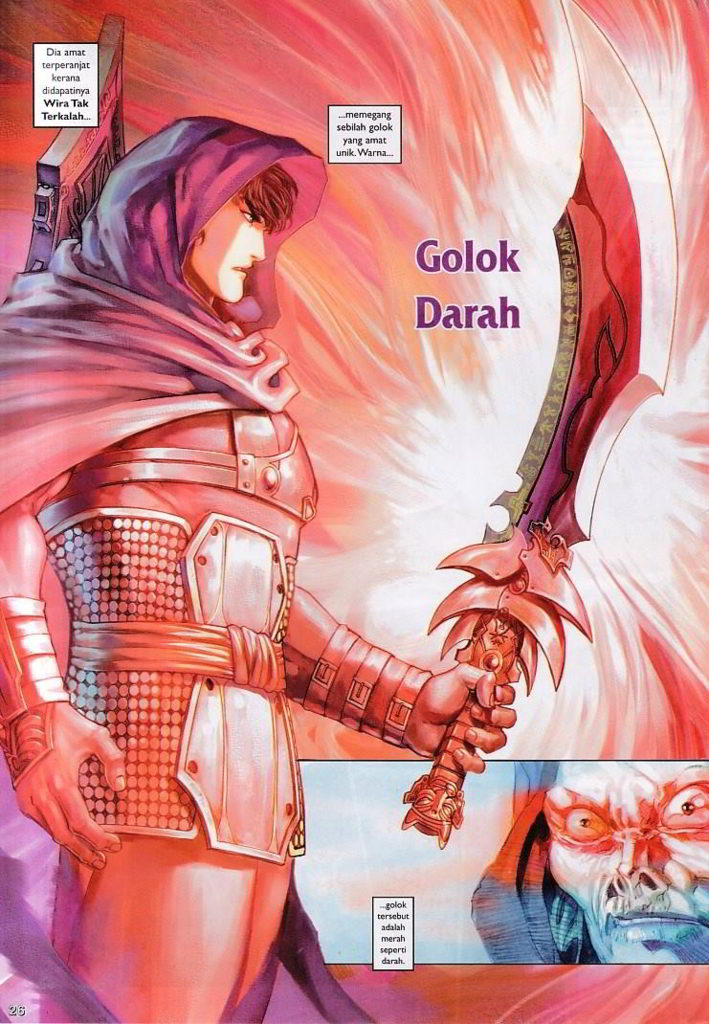 Dia amat
terperanjat
kerana
didapatinya
Wira Tak
Terkalah...
...memegang
sebilah golok
yang amat
unik. Warna...
Golok
Darah
...golok
tersebut
adalah
merah
seperti
darah.
26